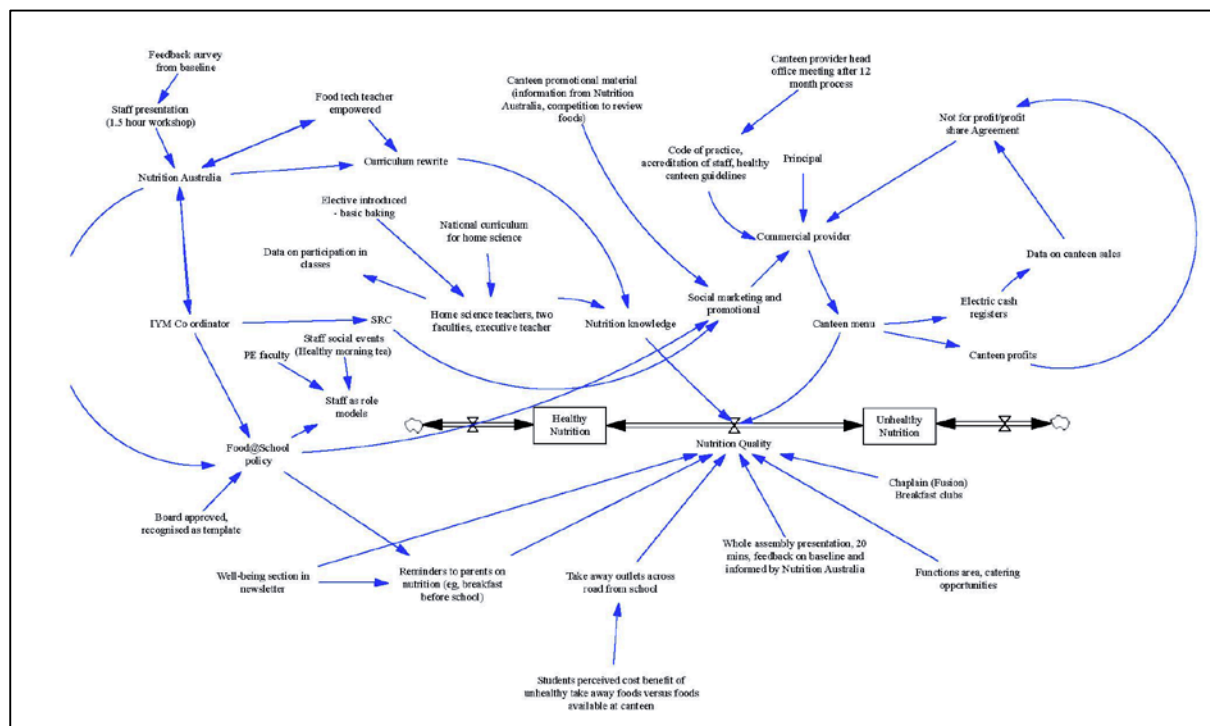 Feedback survey
from baseline
Staff presentation
(1.5 hour workshop)
Nutrition Australia
Food tech teacher
empowered
Curriculum rewrite
Canteen promotional material
(information from Nutrition
Australia, competition to review
foods)
Canteen provider head
office meeting after 12
month process
Code of practice,
accreditation of staff, healthy
canteen guidelines
Principal
Not for profit/profit
share Agreement
Commercial provider
Data on canteen sales
Elective introduced
- basic baking
National curriculum
for home science
Data on participation in
classes
Home science teachers, two
faculties, executive teacher
Nutrition knowledge
Social marketing and
promotional
Canteen menu
Electric cash
registers
Canteen profits
IYM Co ordinator
SRC
Staff social events
(Healthy morning tea)
PE faculty
Staff as role
models
Healthy
Nutrition
Unhealthy
Nutrition
Nutrition Quality
Food@School
policy
Board approved,
recognised as template
Chaplain (Fusion)
Breakfast clubs
Well-being section in
newsletter
Reminders to parents on
nutrition (eg, breakfast
before school)
Take away outlets across
road from school
Whole assembly presentation, 20
mins, feedback on baseline and
informed by Nutrition Australia
Functions area, catering
opportunities
Students perceived cost benefit of
unhealthy take away foods versus foods
available at canteen